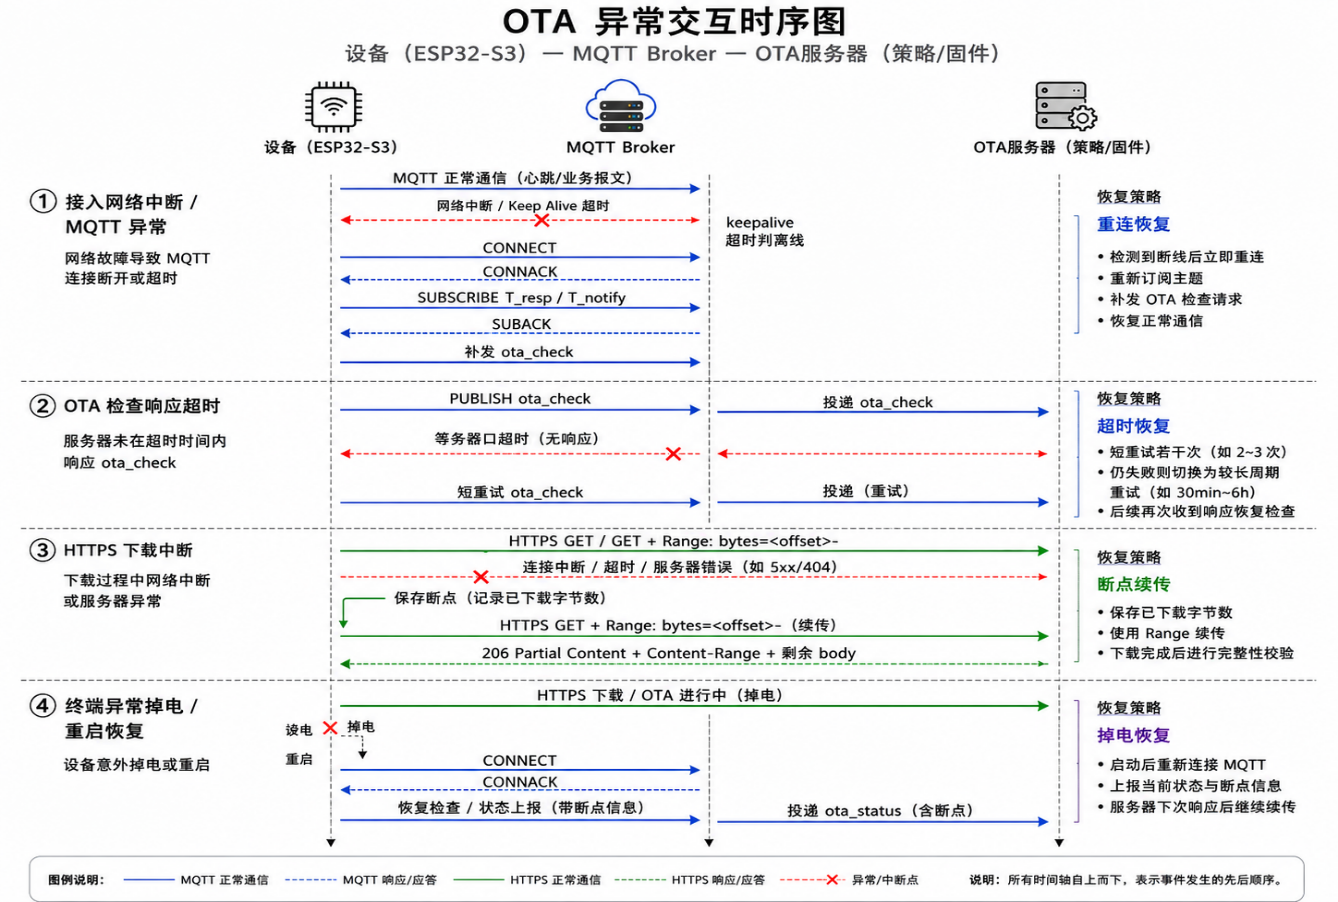 OTA 异常交互时序图
设备（ESP32-S3）— MQTT Broker — OTA服务器（策略/固件）
设备（ESP32-S3）
MQTT Broker
OTA服务器（策略/固件）
① 接入网络中断 /
MQTT 异常
网络故障导致 MQTT
连接断开或超时
MQTT 正常通信（心跳/业务报文）
网络中断 / Keep Alive 超时
keepalive
超时判离线
CONNECT
CONNACK
SUBSCRIBE T_resp / T_notify
SUBACK
补发 ota_check
恢复策略
重连恢复
• 检测到断线后立即重连
• 重新订阅主题
• 补发 OTA 检查请求
• 恢复正常通信
② OTA 检查响应超时
服务器未在超时时间内
响应 ota_check
PUBLISH ota_check
投递 ota_check
等务器口超时（无响应）
短重试 ota_check
投递（重试）
恢复策略
超时恢复
• 短重试若干次（如 2~3 次）
• 仍失败则切换为较长周期
重试（如 30min~6h）
• 后续再次收到响应恢复检查
③ HTTPS 下载中断
下载过程中网络中断
或服务器异常
HTTPS GET / GET + Range: bytes=<offset>-
连接中断 / 超时 / 服务器错误（如 5xx/404）
保存断点（记录已下载字节数）
HTTPS GET + Range: bytes=<offset>-（续传）
206 Partial Content + Content-Range + 剩余 body
恢复策略
断点续传
• 保存已下载字节数
• 使用 Range 续传
• 下载完成后进行完整性校验
④ 终端异常掉电 /
重启恢复
设备意外掉电或重启
HTTPS 下载 / OTA 进行中（掉电）
掉电
重启
CONNECT
CONNACK
恢复检查 / 状态上报（带断点信息）
投递 ota_status（含断点）
恢复策略
掉电恢复
• 启动后重新连接 MQTT
• 上报当前状态与断点信息
• 服务器下次响应后继续续传
图例说明：
MQTT 正常通信
MQTT 响应/应答
HTTPS 正常通信
HTTPS 响应/应答
异常/中断点
说明：所有时间轴自上而下，表示事件发生的先后顺序。